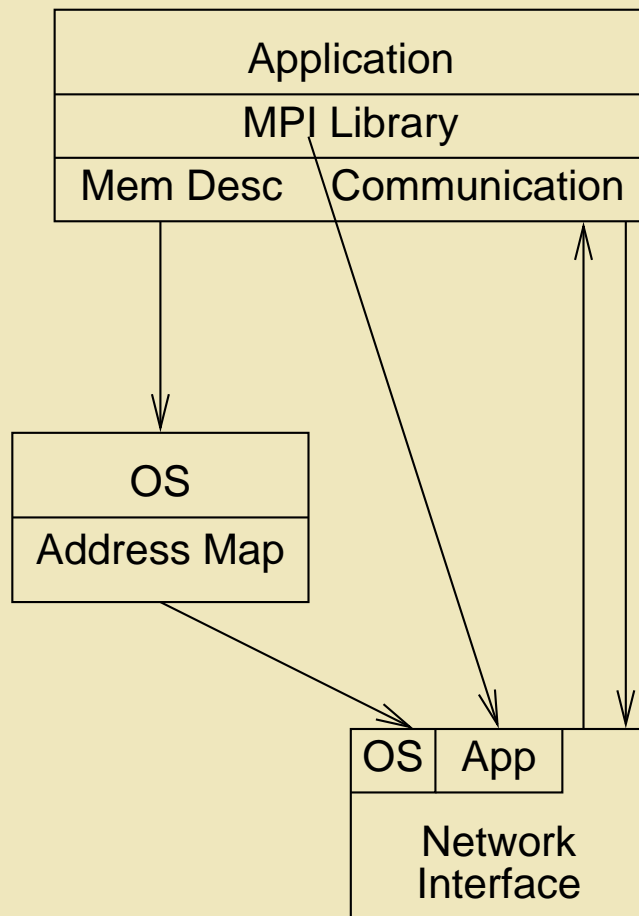 Application
MPI Library
Mem Desc Communication
OS
Address Map
OS App
Network
Interface